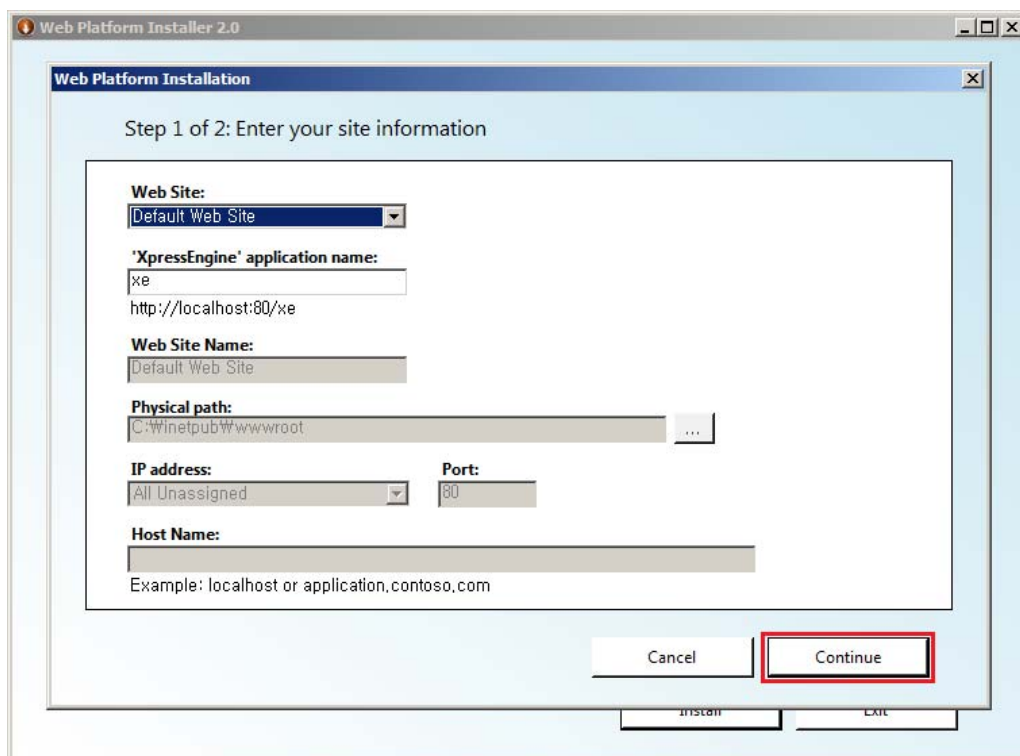 Web Platform Installer 2.0
Web Platform Installation
Step 1 of 2: Enter your site information
Web Site:
Default Web Site
'XpressEngine' application name:
xe
http://localhost:80/xe
Web Site Name:
Default Web Site
Physical path:
C:₩inetpub₩wwwroot
...
IP address:
Port:
All Unassigned
80
Host Name:
Example: localhost or application.contoso.com
Cancel
Continue
Install
Exit